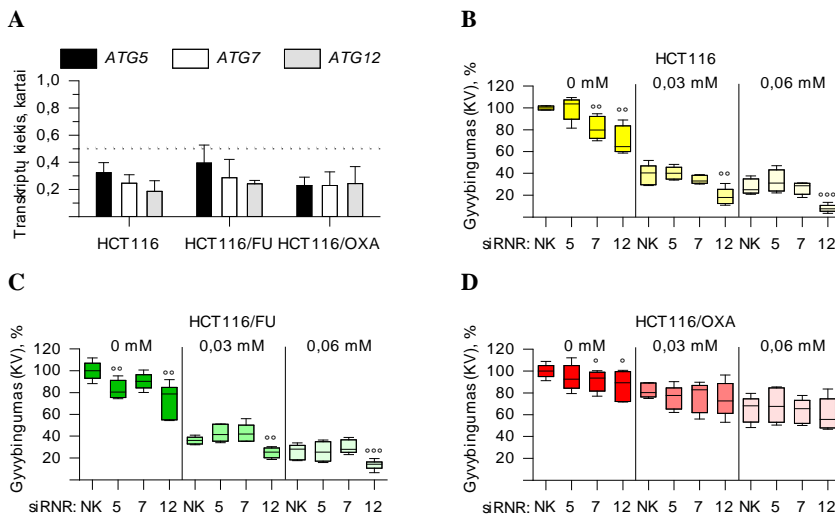 A
ATG5 ATG7 ATG12
Transkriptų kiekis, kartai
1,0
0,8
0,6
0,4
0,2
HCT116 HCT116/FU HCT116/OXA
B
HCT116
Gyvybingumas (KV), %
0 mM 0,03 mM 0,06 mM
120
100
80
60
40
20
°° °° °° °°°
siRNR: NK 5 7 12 NK 5 7 12 NK 5 7 12
C
HCT116/FU
Gyvybingumas (KV), %
0 mM 0,03 mM 0,06 mM
120
100
80
60
40
20
°° °° °° °°°
siRNR: NK 5 7 12 NK 5 7 12 NK 5 7 12
D
HCT116/OXA
Gyvybingumas (KV), %
0 mM 0,03 mM 0,06 mM
120
100
80
60
40
20
° °
siRNR: NK 5 7 12 NK 5 7 12 NK 5 7 12